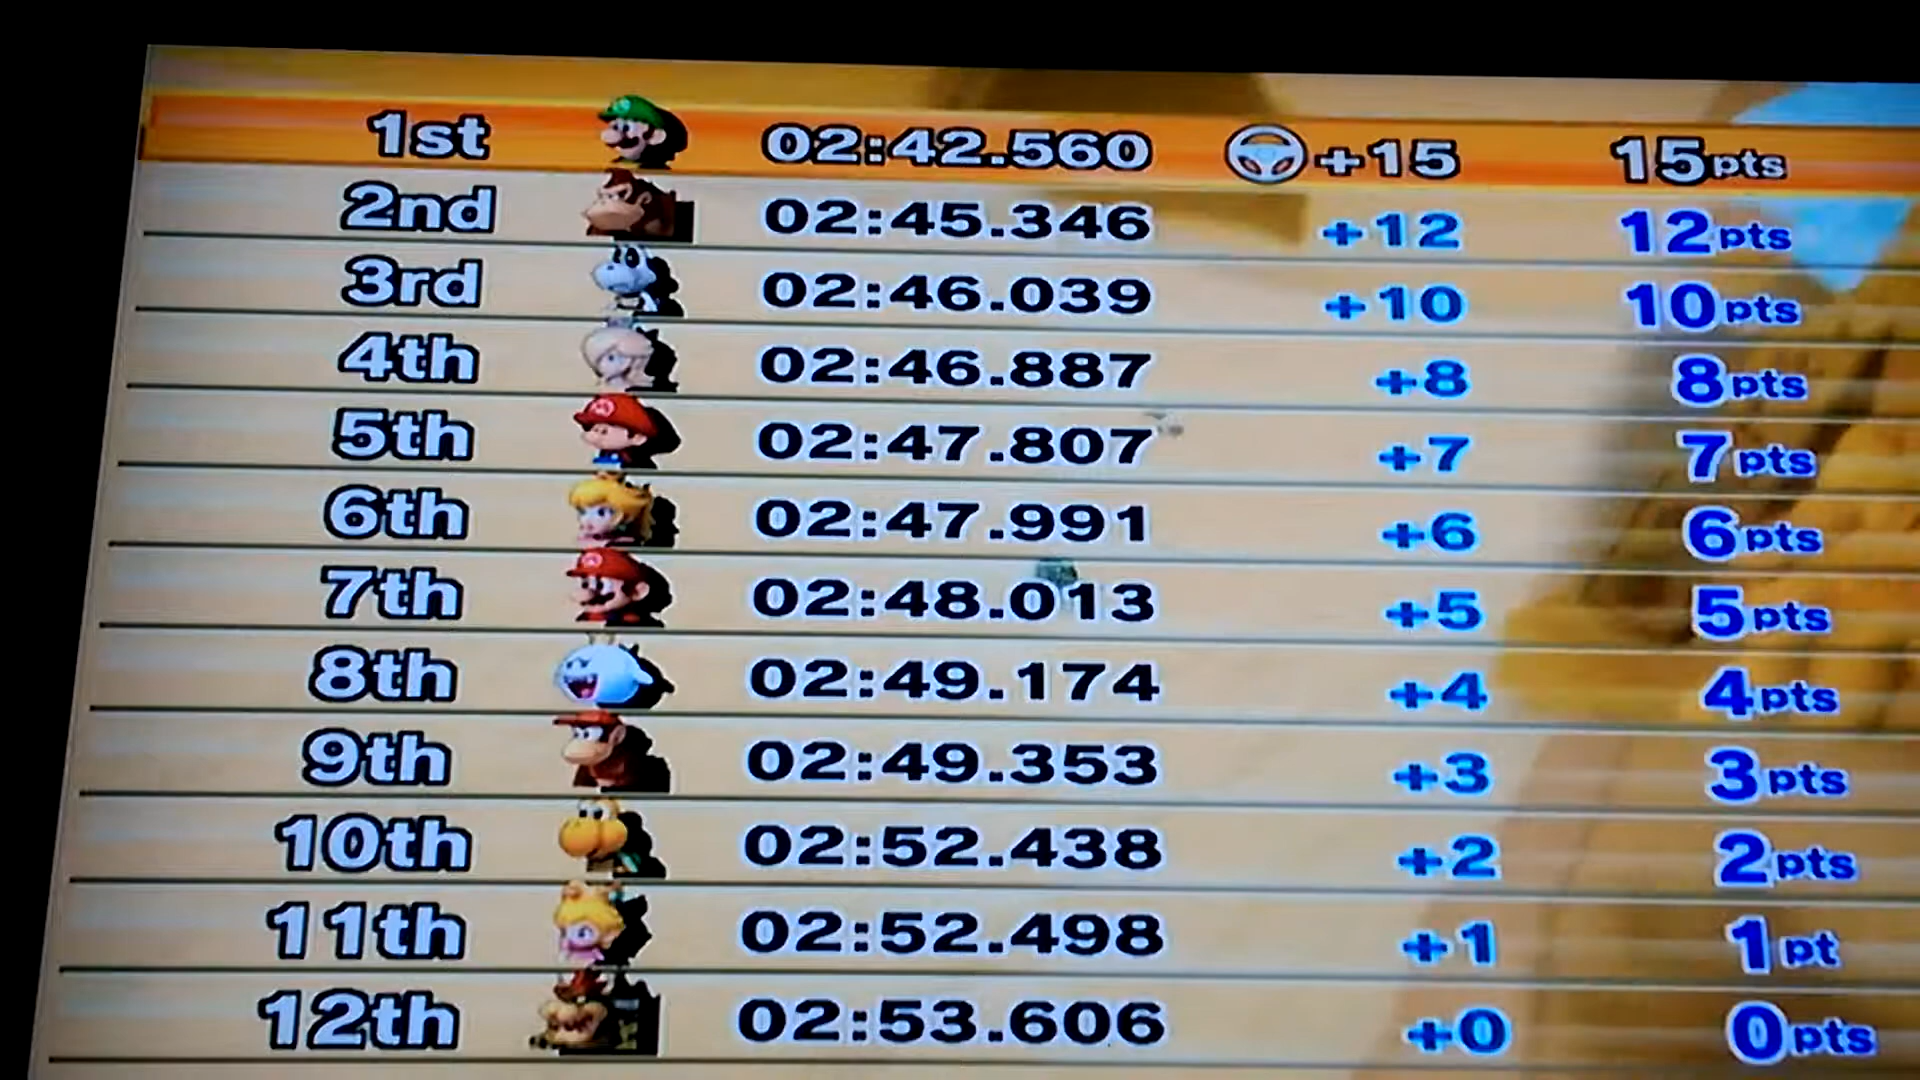 1st 02:42.560 +15 15pts
2nd 02:45.346 +12 12pts
3rd 02:46.039 +10 10pts
4th 02:46.887 +8 8pts
5th 02:47.807 +7 7pts
6th 02:47.991 +6 6pts
7th 02:48.013 +5 5pts
8th 02:49.174 +4 4pts
9th 02:49.353 +3 3pts
10th 02:52.438 +2 2pts
11th 02:52.498 +1 1pt
12th 02:53.606 +0 0pts